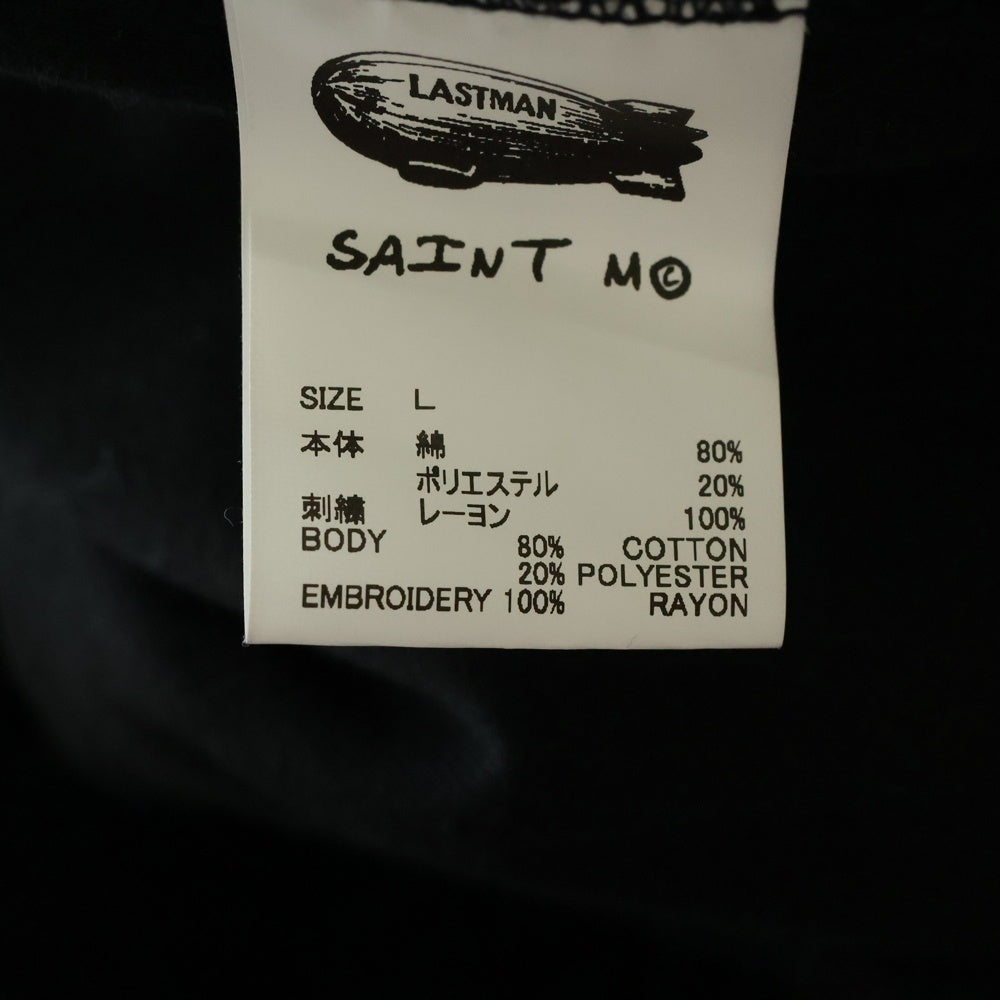 LASTMAN
SAINT M©
SIZE L
本体 綿 80%
ポリエステル 20%
刺繍 レーヨン 100%
BODY 80% COTTON
20% POLYESTER
EMBROIDERY 100% RAYON